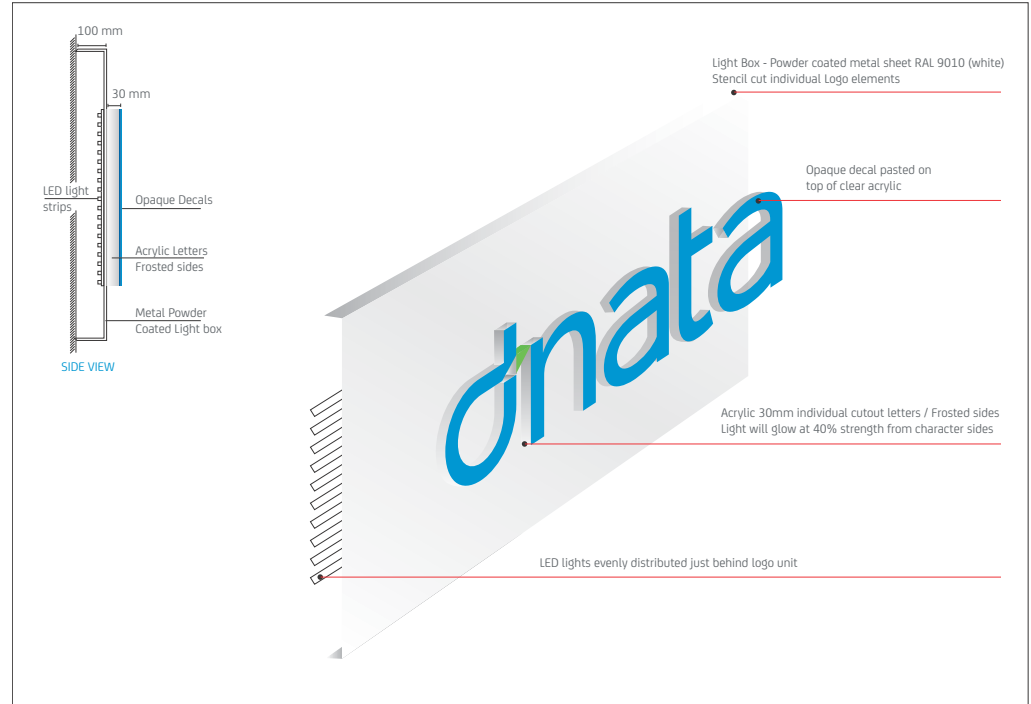 100 mm
30 mm
LED light
strips
Opaque Decals
Acrylic Letters
Frosted sides
Metal Powder
Coated Light box
SIDE VIEW
Light Box - Powder coated metal sheet RAL 9010 (white)
Stencil cut individual Logo elements
Opaque decal pasted on
top of clear acrylic
dnata
Acrylic 30mm individual cutout letters / Frosted sides
Light will glow at 40% strength from character sides
LED lights evenly distributed just behind logo unit